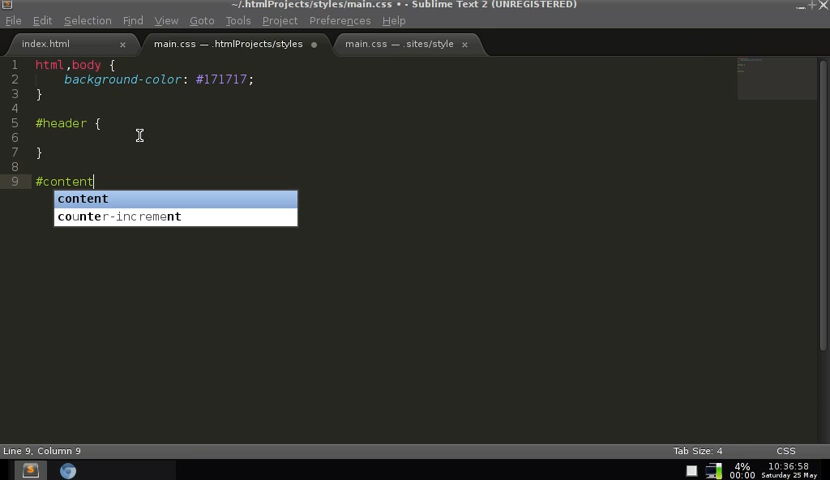 ~/.htmlProjects/styles/main.css • - Sublime Text 2 (UNREGISTERED)
File Edit Selection Find View Goto Tools Project Preferences Help
index.html × main.css — .htmlProjects/styles main.css — .sites/style ×
1 html,body {
2 background-color: #171717;
3 }
4
5 #header {
6
7 }
8
9 #content
content
counter-increment
Line 9, Column 9 Tab Size: 4 CSS
4% 10:36:58
00:00 Saturday 25 May